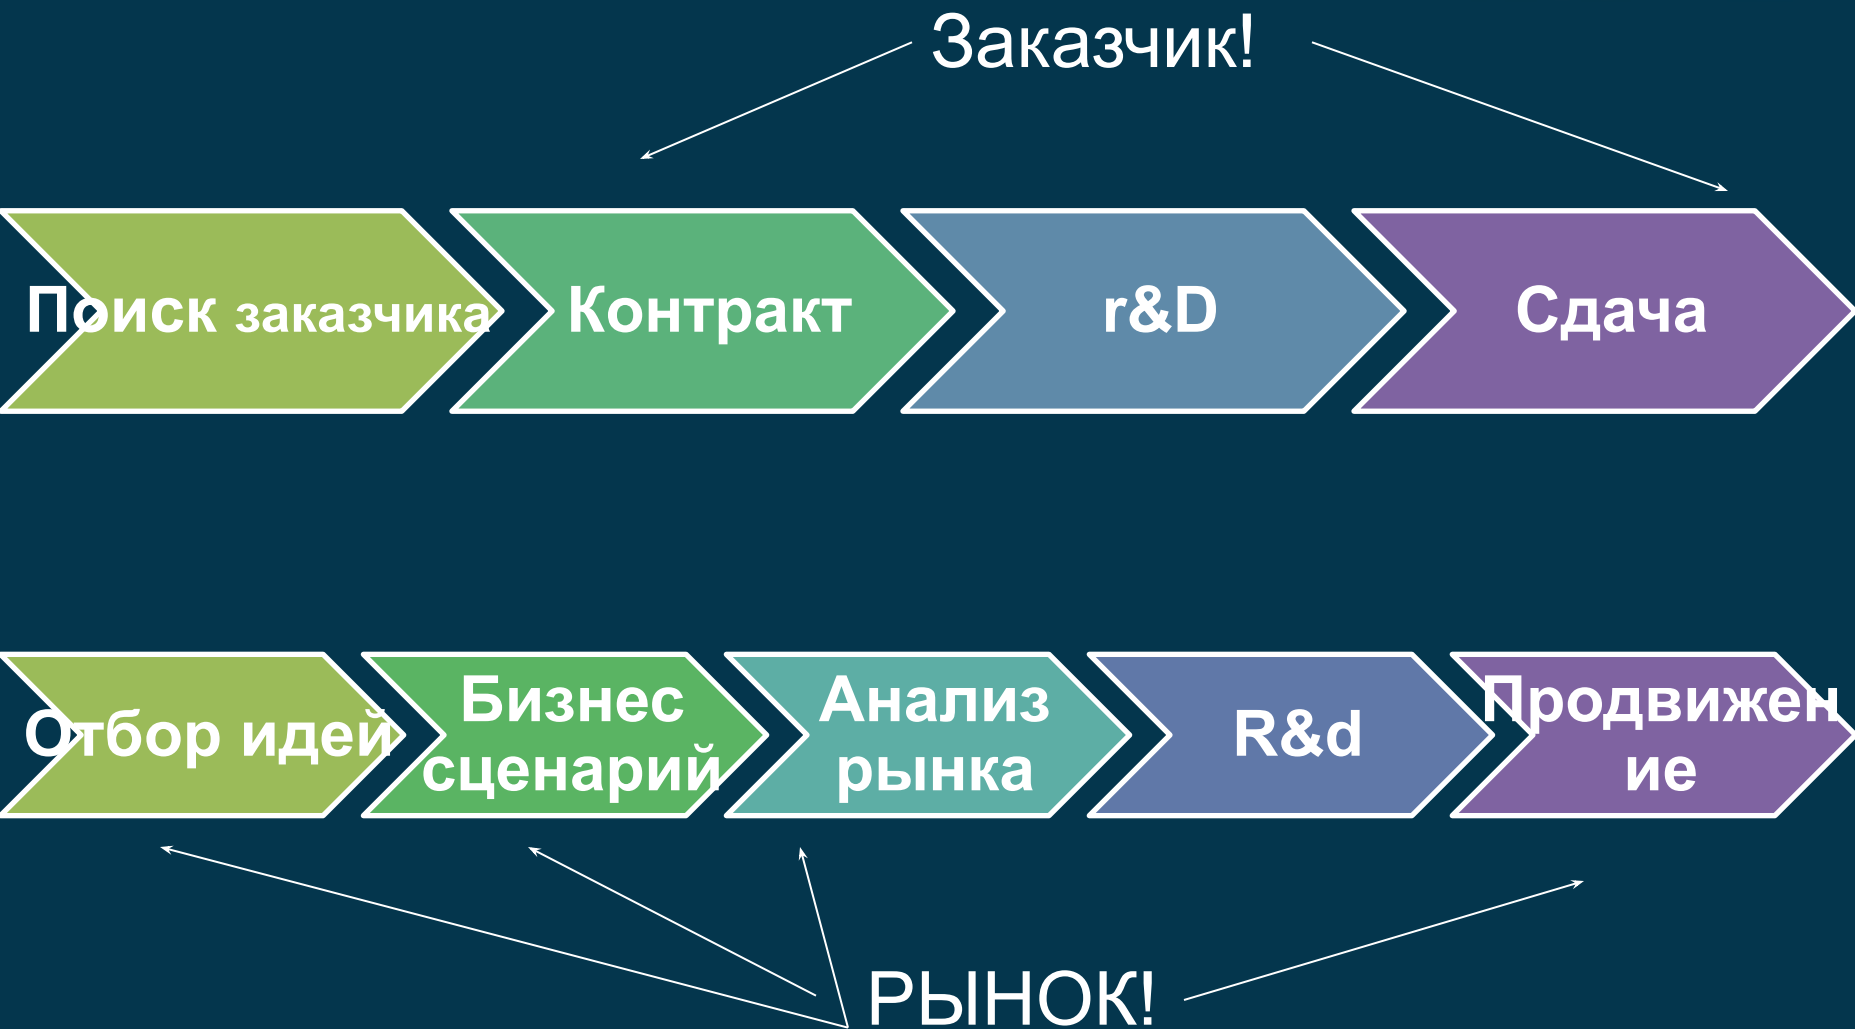 Заказчик!
Поиск заказчика
Контракт
r&D
Сдача
Отбор идей
Бизнес
сценарий
Анализ
рынка
R&d
Продвижен
ие
РЫНОК!